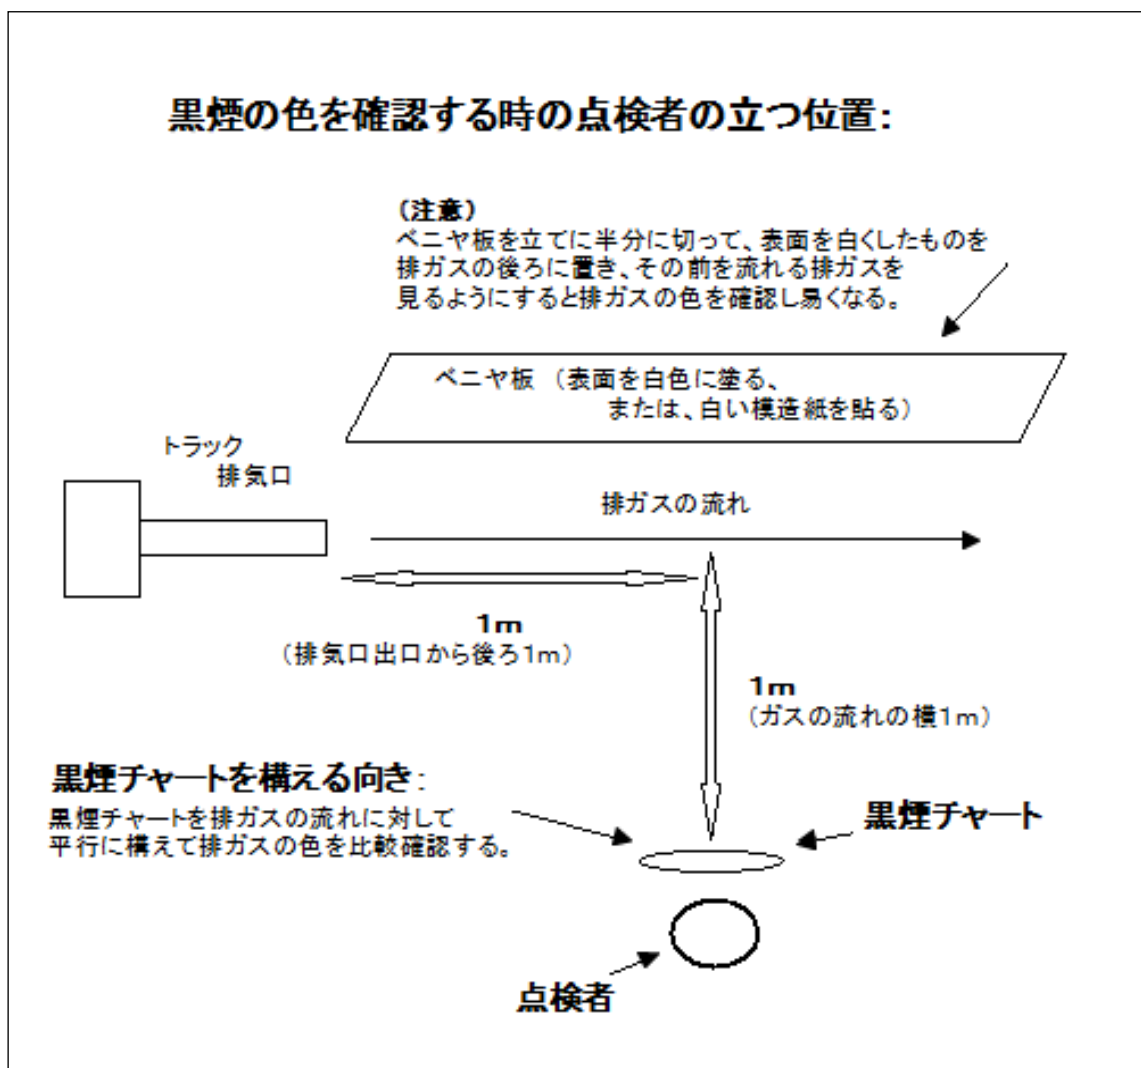 黒煙の色を確認する時の点検者の立つ位置：
（注意）
ベニヤ板を立てに半分に切って、表面を白くしたものを
排ガスの後ろに置き、その前を流れる排ガスを
見るようにすると排ガスの色を確認し易くなる。
ベニヤ板　（表面を白色に塗る、
または、白い模造紙を貼る）
トラック
排気口
排ガスの流れ
1ｍ
（排気口出口から後ろ1ｍ）
1ｍ
（ガスの流れの横1ｍ）
黒煙チャートを構える向き：
黒煙チャートを排ガスの流れに対して
平行に構えて排ガスの色を比較確認する。
黒煙チャート
点検者